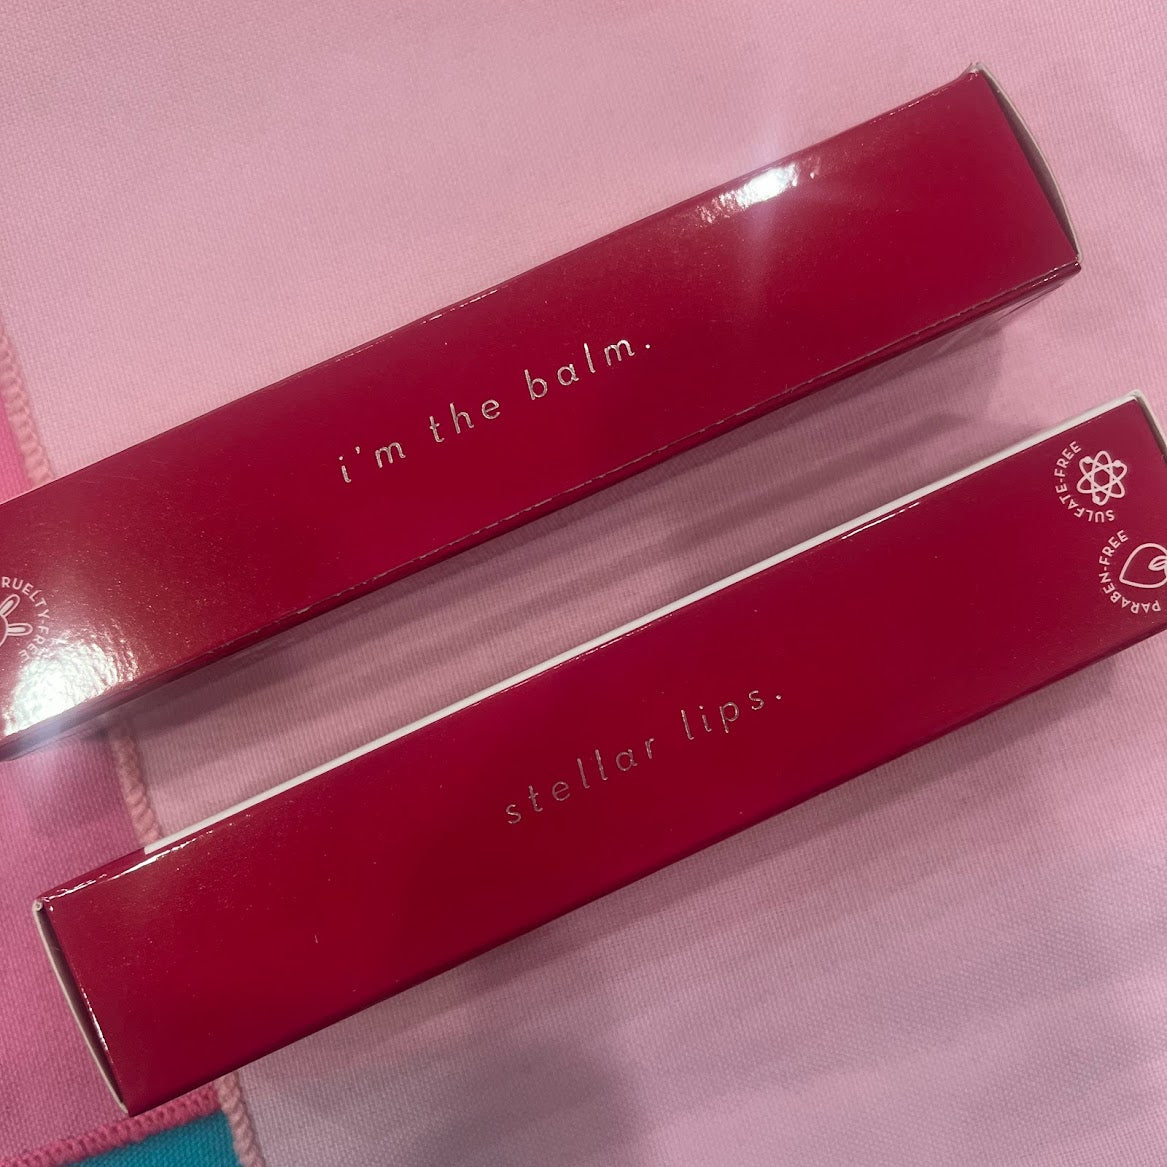 i'm the balm.
RUELTY-FREE
stellar lips.
SULFATE-FREE
PARABEN-FREE